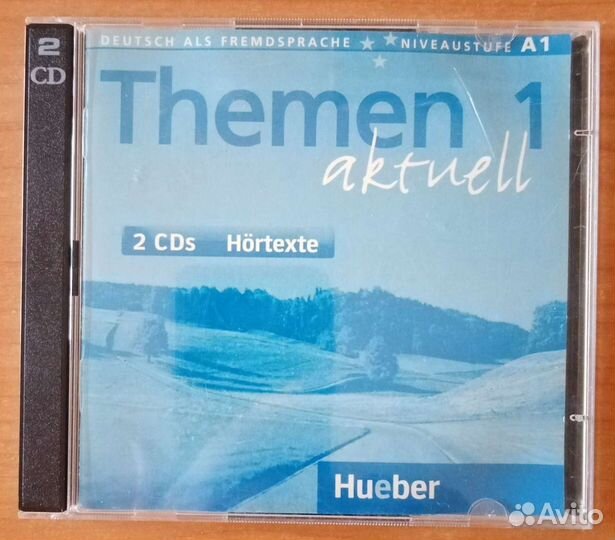 2
CD
DEUTSCH ALS FREMDSPRACHE NIVEAUSTUFE A1
Themen 1
aktuell
2 CDs Hörtexte
Hueber
Avito